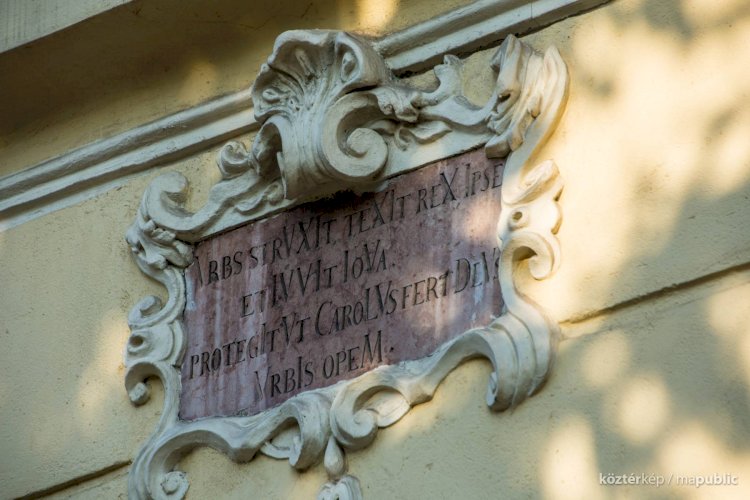 VRBS STRVXIT TEXIT REX IPSE
ET IVVIT IOVA.
PROTEGIT VT CAROLVS FERT DEVS
VRBIS OPEM.
köztérkép / mapublic